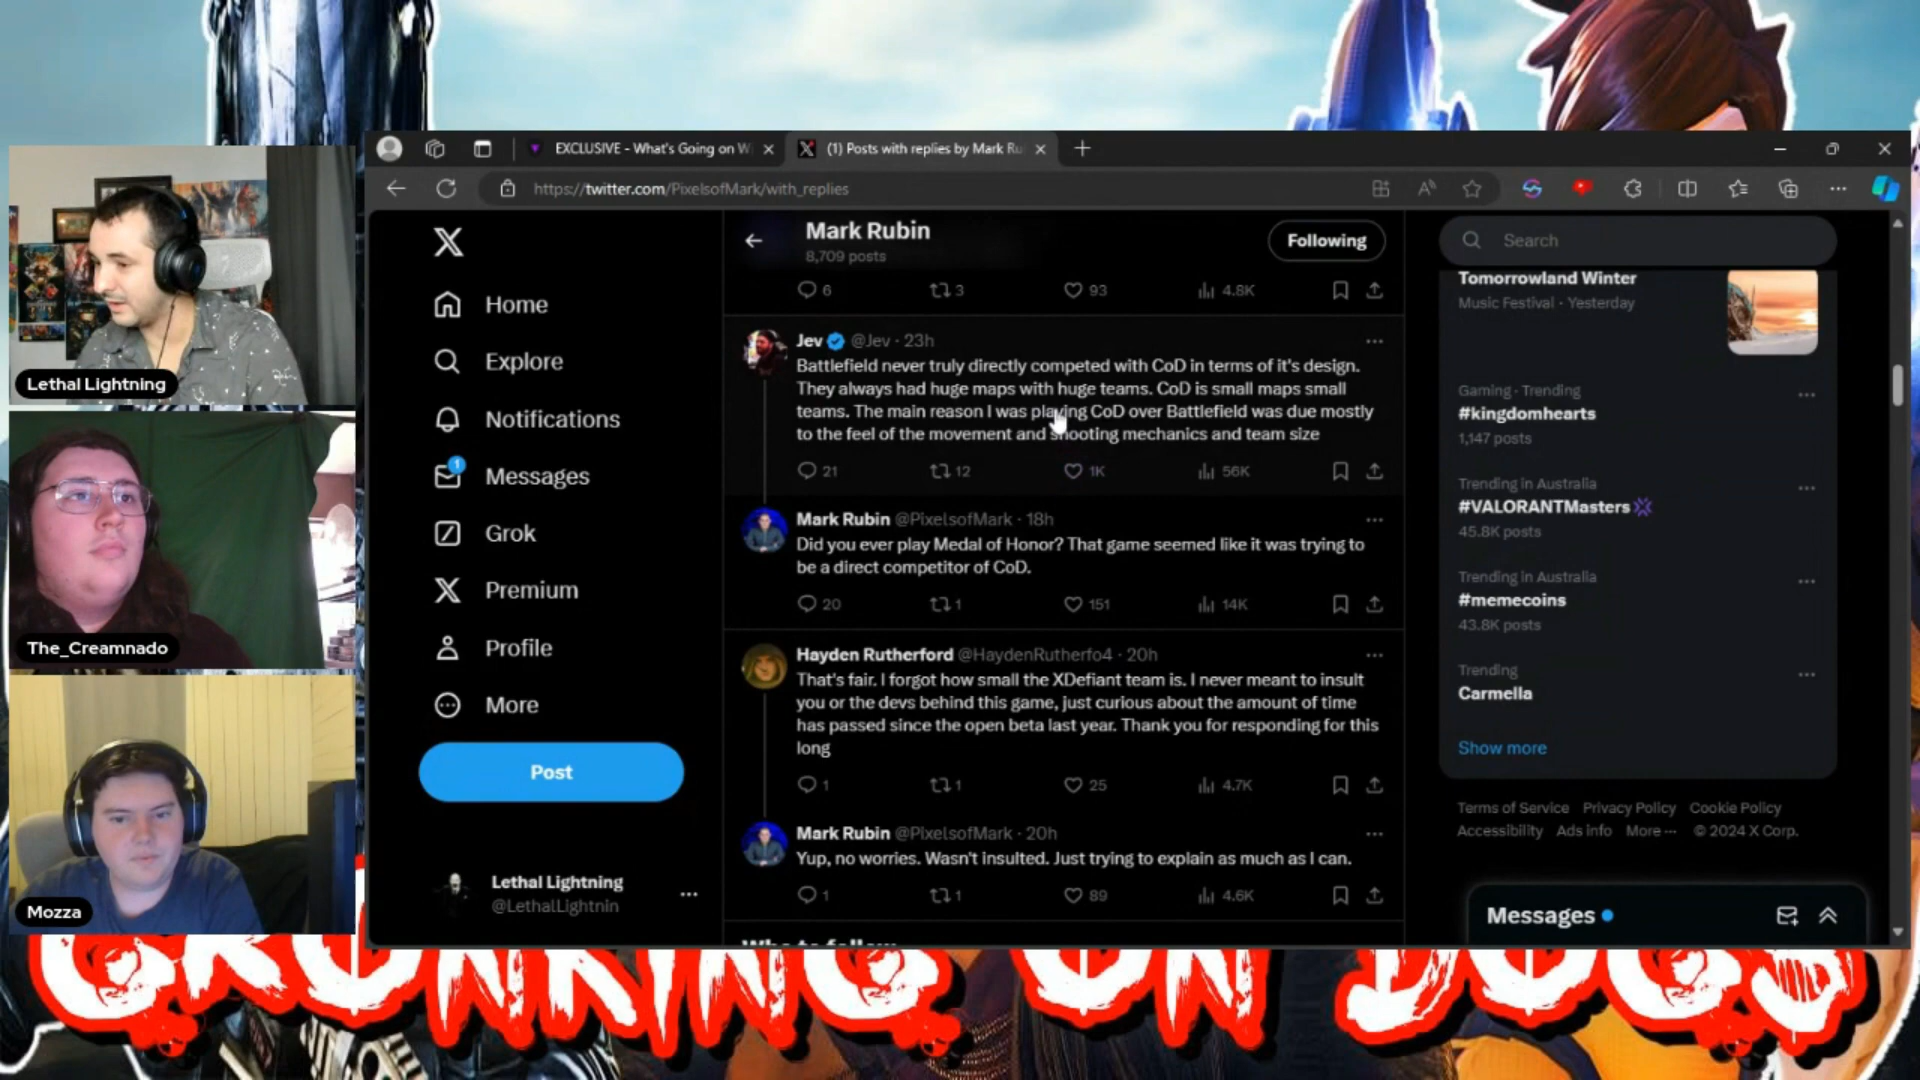 EXCLUSIVE - What's Going on W
(1) Posts with replies by Mark Ru
https://twitter.com/PixelsofMark/with_replies
Lethal Lightning
The_Creamnado
Mozza
Home
Explore
Notifications
1
Messages
Grok
Premium
Profile
More
Post
Lethal Lightning
@LethalLightnin
Mark Rubin
8,709 posts
Following
6 3 93 4.8K
Jev @Jev · 23h
Battlefield never truly directly competed with CoD in terms of it's design.
They always had huge maps with huge teams. CoD is small maps small
teams. The main reason I was playing CoD over Battlefield was due mostly
to the feel of the movement and shooting mechanics and team size
21 12 1K 56K
Mark Rubin @PixelsofMark · 18h
Did you ever play Medal of Honor? That game seemed like it was trying to
be a direct competitor of CoD.
20 1 151 14K
Hayden Rutherford @HaydenRutherfo4 · 20h
That's fair. I forgot how small the XDefiant team is. I never meant to insult
you or the devs behind this game, just curious about the amount of time
has passed since the open beta last year. Thank you for responding for this
long
1 1 25 4.7K
Mark Rubin @PixelsofMark · 20h
Yup, no worries. Wasn't insulted. Just trying to explain as much as I can.
1 1 89 4.6K
Who to follow
Search
Tomorrowland Winter
Music Festival · Yesterday
Gaming · Trending
#kingdomhearts
1,147 posts
Trending in Australia
#VALORANTMasters
45.8K posts
Trending in Australia
#memecoins
43.8K posts
Trending
Carmella
Show more
Terms of Service Privacy Policy Cookie Policy
Accessibility Ads info More ··· © 2024 X Corp.
Messages
ON DOGS